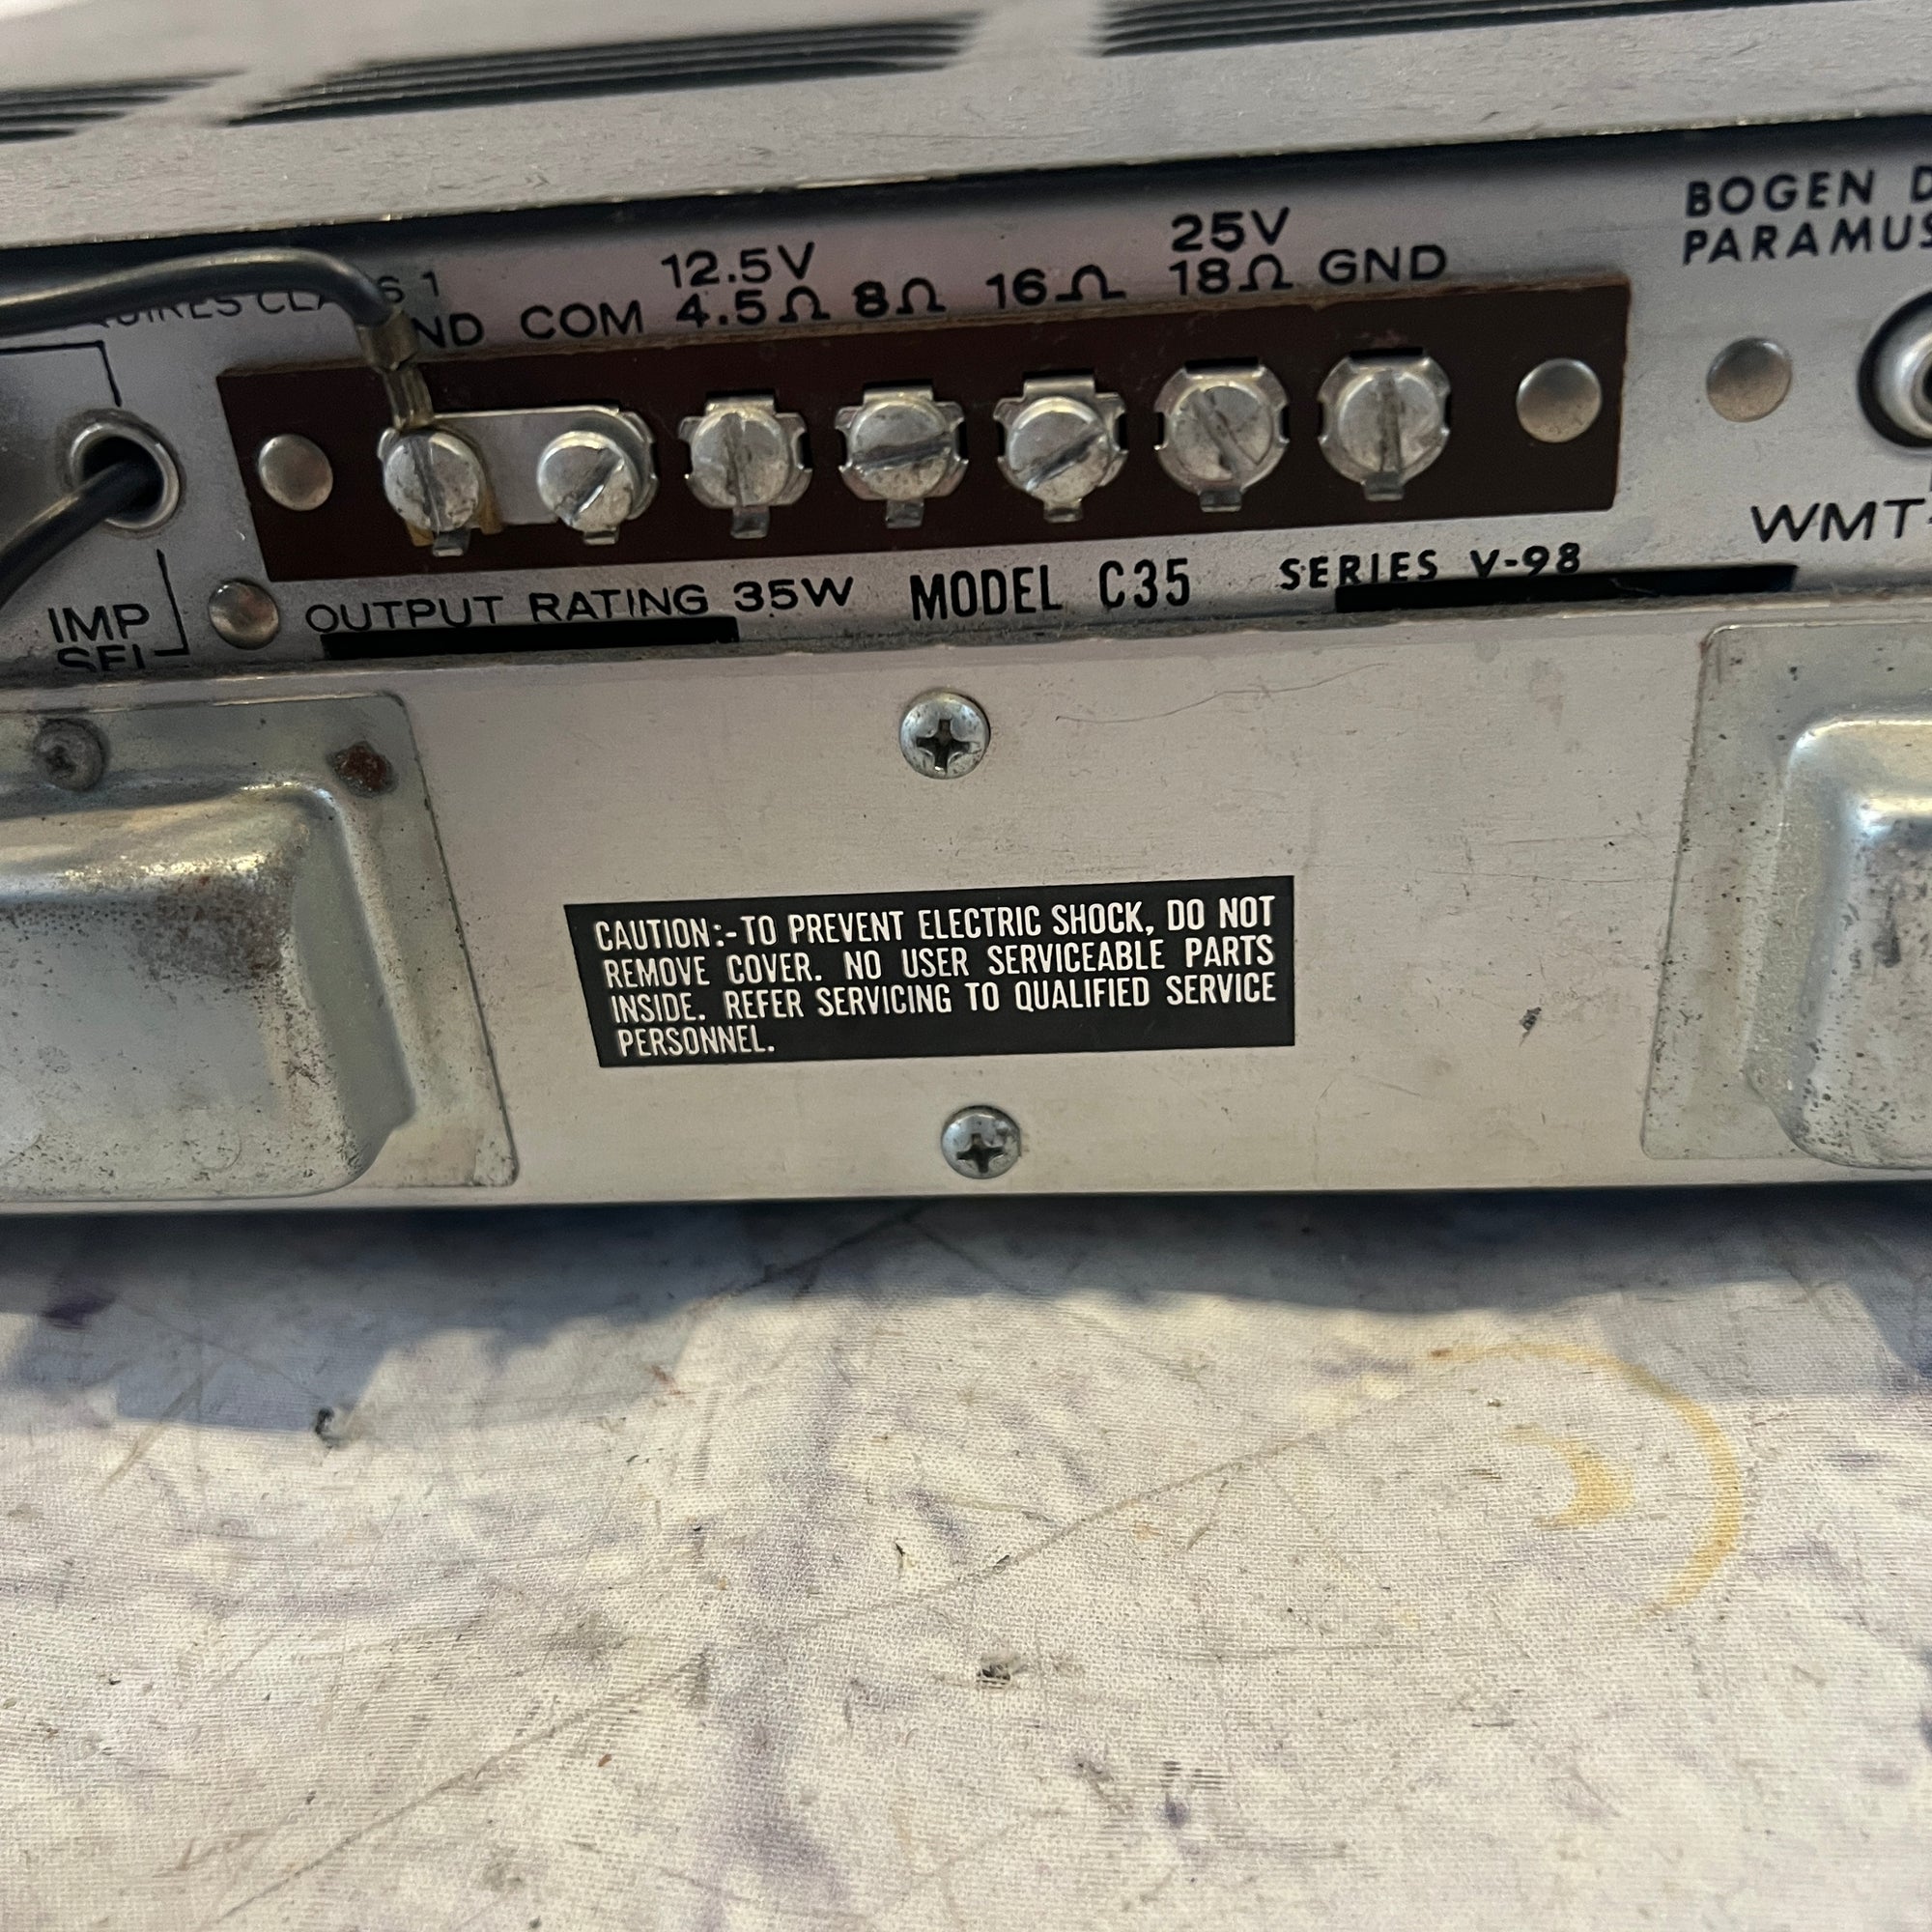 BOGEN
PARAMUS
12.5V 25V
COM 4.5Ω 8Ω 16Ω 18Ω GND
WMT-
IMP
SEL
OUTPUT RATING 35W MODEL C35 SERIES V-98
CAUTION:-TO PREVENT ELECTRIC SHOCK, DO NOT
REMOVE COVER. NO USER SERVICEABLE PARTS
INSIDE. REFER SERVICING TO QUALIFIED SERVICE
PERSONNEL.